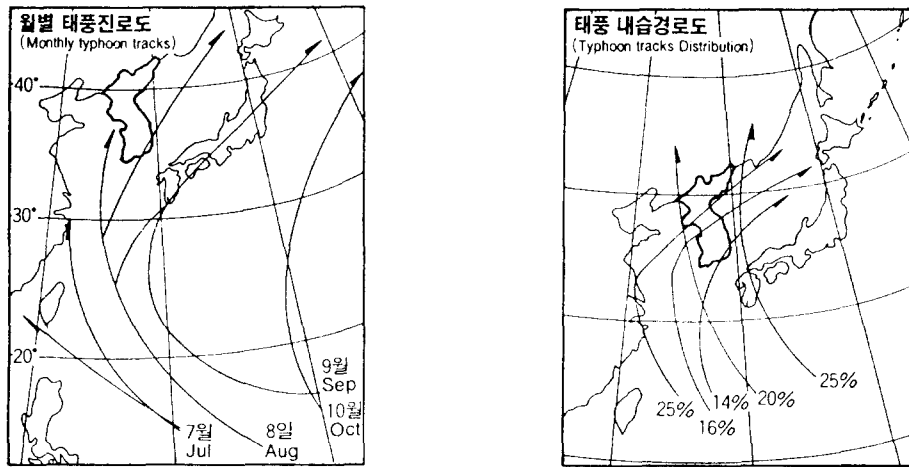 월별 태풍진로도
(Monthly typhoon tracks)
40°
30°
20°
9월
Sep
10월
Oct
7월
Jul
8일
Aug
태풍 내습경로도
(Typhoon tracks Distribution)
25%
14%
16%
20%
25%